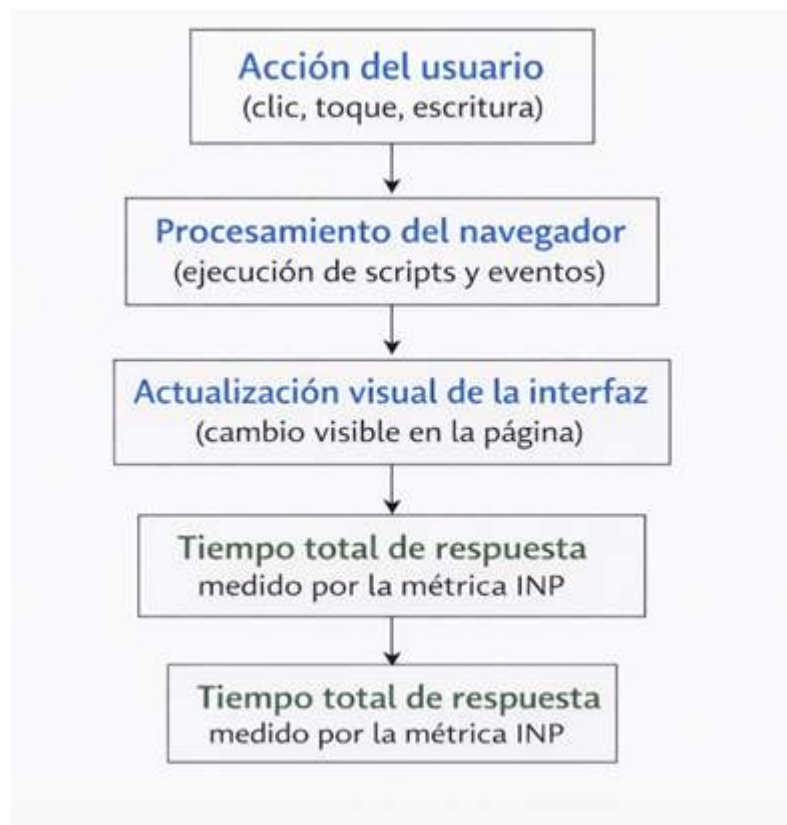 Acción del usuario
(clic, toque, escritura)
Procesamiento del navegador
(ejecución de scripts y eventos)
Actualización visual de la interfaz
(cambio visible en la página)
Tiempo total de respuesta
medido por la métrica INP
Tiempo total de respuesta
medido por la métrica INP